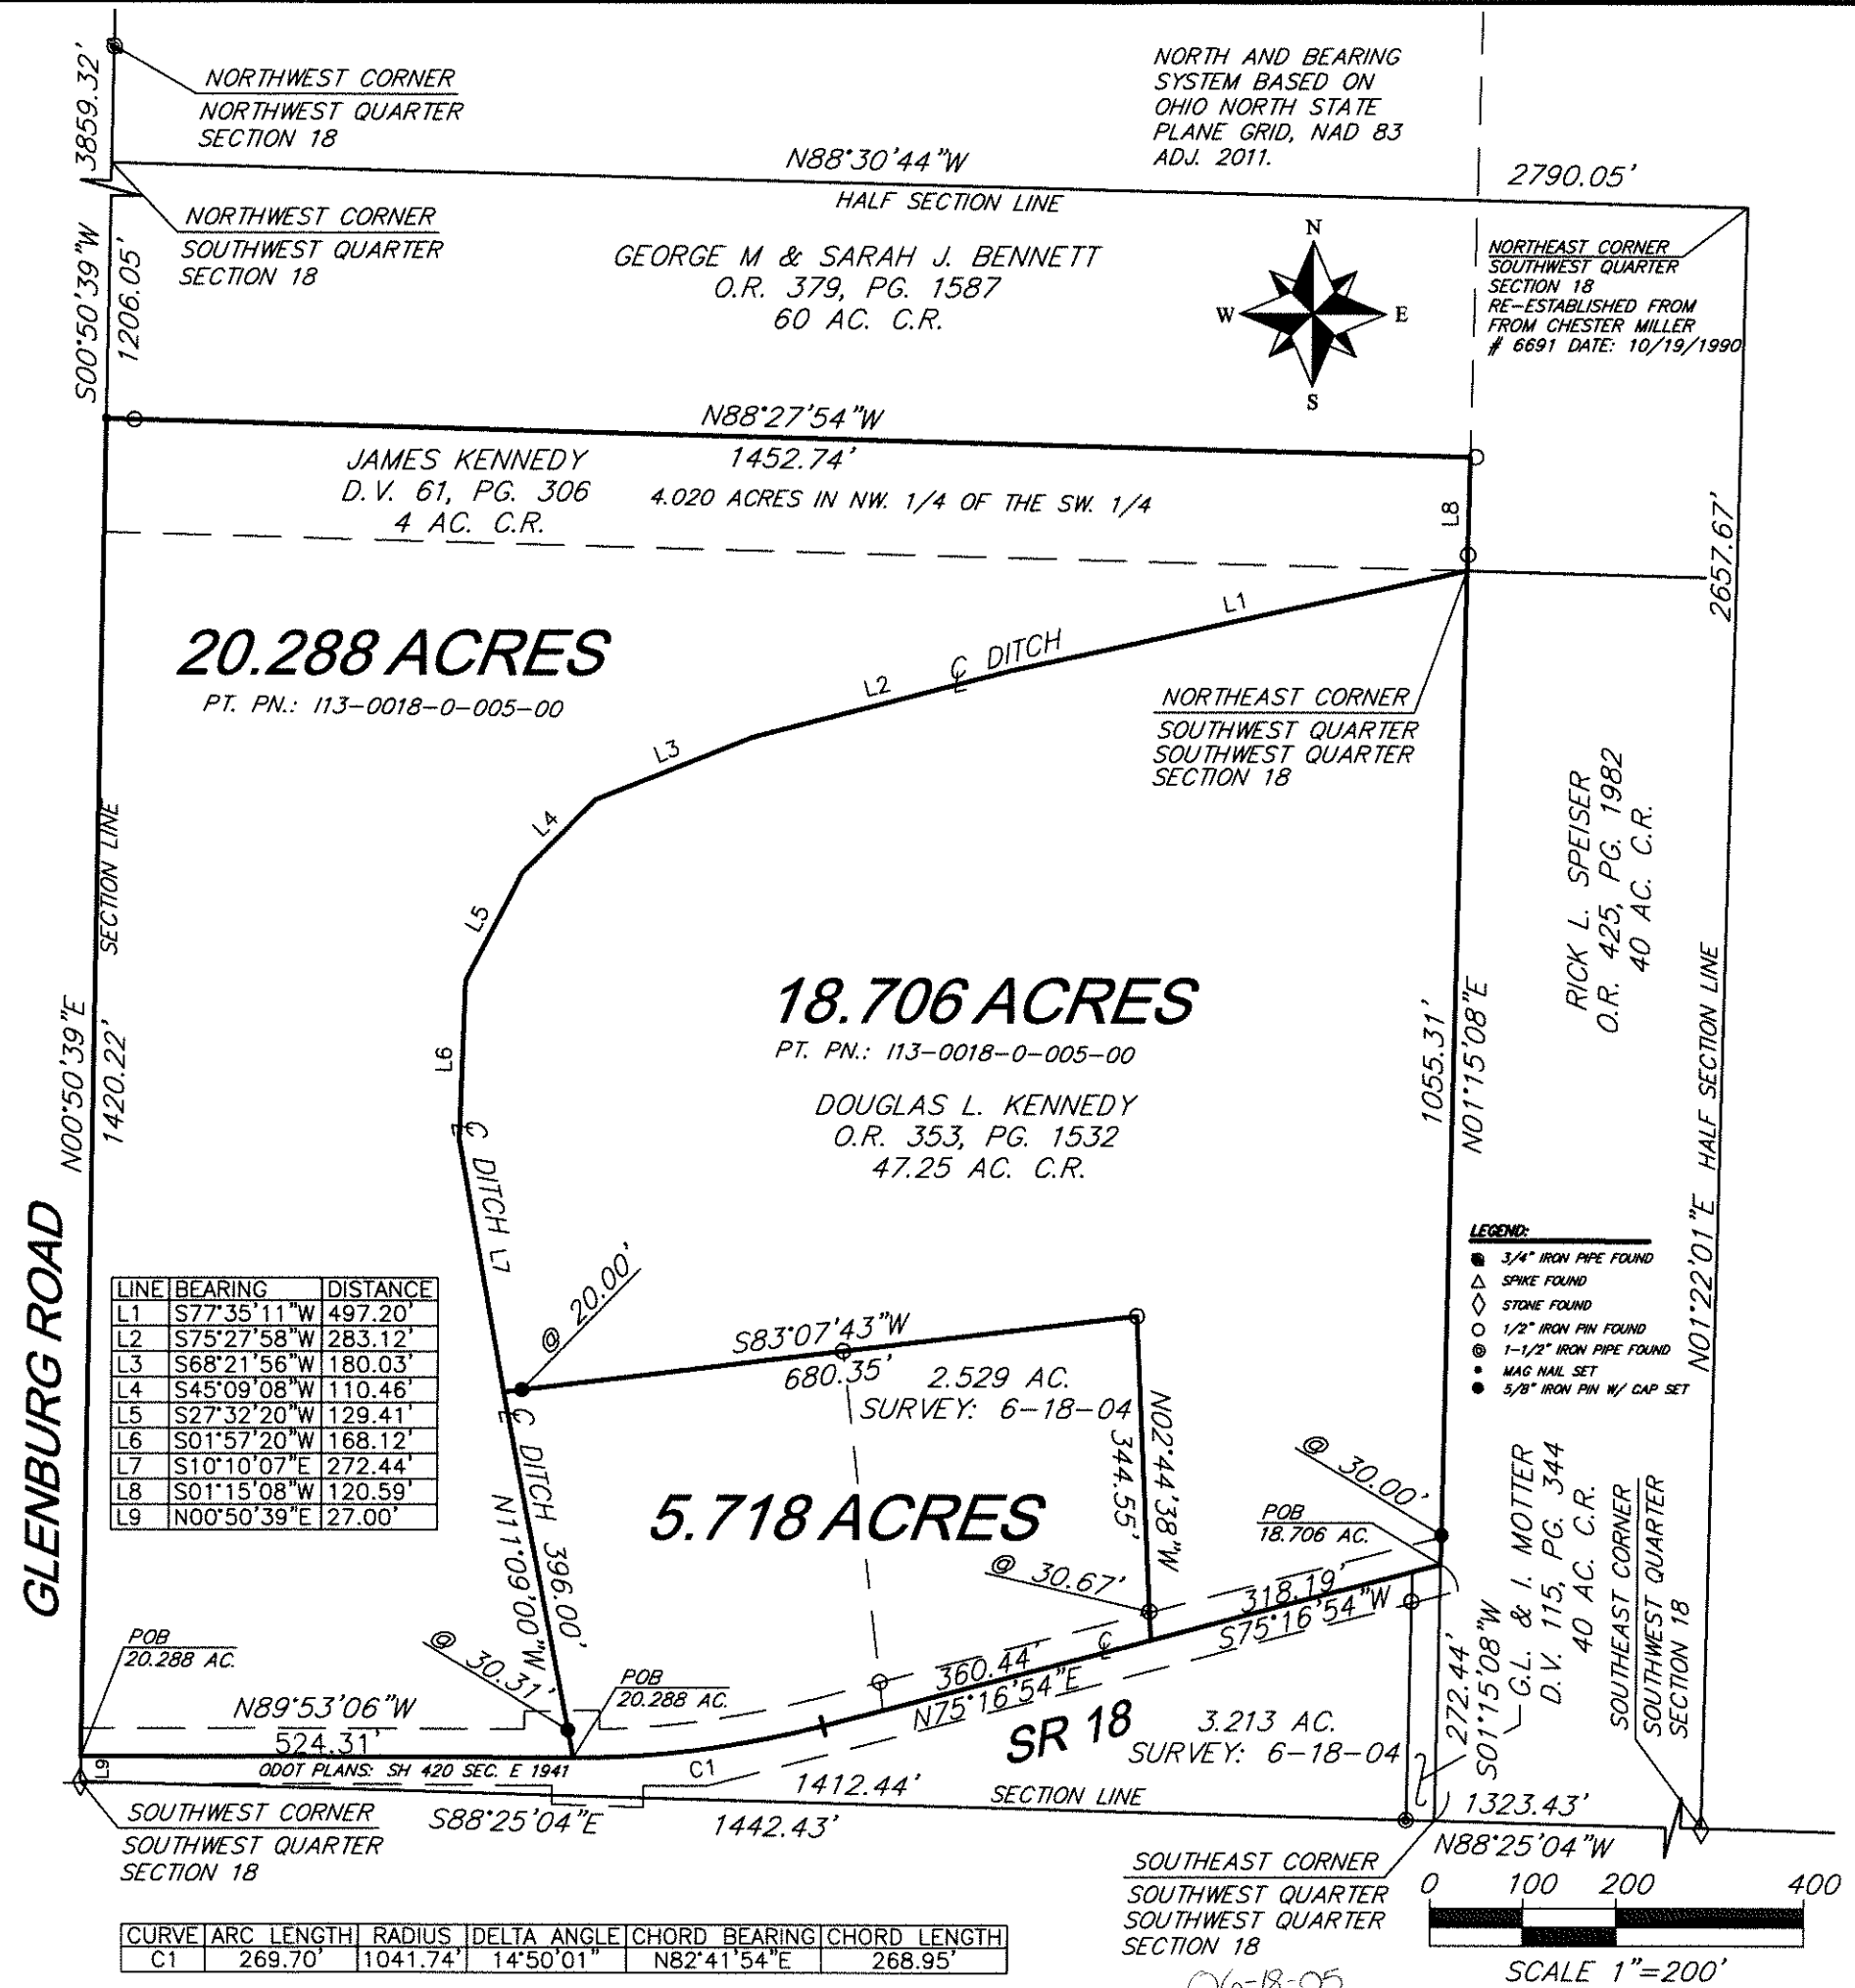 3859.32'
NORTHWEST CORNER
NORTHWEST QUARTER
SECTION 18
NORTH AND BEARING
SYSTEM BASED ON
OHIO NORTH STATE
PLANE GRID, NAD 83
ADJ. 2011.
N88°30'44"W
HALF SECTION LINE
2790.05'
NORTHWEST CORNER
SOUTHWEST QUARTER
SECTION 18
S00°50'39"W
1206.05'
GEORGE M & SARAH J. BENNETT
O.R. 379, PG. 1587
60 AC. C.R.
N
W
E
S
NORTHEAST CORNER
SOUTHWEST QUARTER
SECTION 18
RE-ESTABLISHED FROM
FROM CHESTER MILLER
# 6691 DATE: 10/19/1990
N88°27'54"W
1452.74'
JAMES KENNEDY
D.V. 61, PG. 306
4 AC. C.R.
4.020 ACRES IN NW. 1/4 OF THE SW. 1/4
L8
2657.67'
20.288 ACRES
PT. PN.: I13-0018-0-005-00
L1
℄ DITCH
L2
L3
L4
L5
L6
NORTHEAST CORNER
SOUTHWEST QUARTER
SOUTHWEST QUARTER
SECTION 18
SECTION LINE
N00°50'39"E
1420.22'
RICK L. SPEISER
O.R. 425, PG. 1982
40 AC. C.R.
18.706 ACRES
PT. PN.: I13-0018-0-005-00
DOUGLAS L. KENNEDY
O.R. 353, PG. 1532
47.25 AC. C.R.
1055.31'
N01°15'08"E
N01°22'01"E HALF SECTION LINE
℄ DITCH L7
GLENBURG ROAD
LINE BEARING DISTANCE
L1 S77°35'11"W 497.20'
L2 S75°27'58"W 283.12'
L3 S68°21'56"W 180.03'
L4 S45°09'08"W 110.46'
L5 S27°32'20"W 129.41'
L6 S01°57'20"W 168.12'
L7 S10°10'07"E 272.44'
L8 S01°15'08"W 120.59'
L9 N00°50'39"E 27.00'
LEGEND:
3/4" IRON PIPE FOUND
SPIKE FOUND
STONE FOUND
1/2" IRON PIN FOUND
1-1/2" IRON PIPE FOUND
MAG NAIL SET
5/8" IRON PIN W/ CAP SET
@ 20.00'
S83°07'43"W
680.35'
2.529 AC.
SURVEY: 6-18-04
N02°44'38"W
344.55'
℄ DITCH 396.00'
N11°09'00"W
5.718 ACRES
@ 30.00'
POB
18.706 AC.
@ 30.67'
318.19'
S75°16'54"W
℄
360.44'
N75°16'54"E
SR 18
3.213 AC.
SURVEY: 6-18-04
272.44'
S01°15'08"W
G.L. & I. MOTTER
D.V. 115, PG. 344
40 AC. C.R.
SOUTHEAST CORNER
SOUTHWEST QUARTER
SECTION 18
POB
20.288 AC.
@ 30.31'
POB
20.288 AC.
N89°53'06"W
524.31'
ODOT PLANS: SH 420 SEC. E 1941
L9
C1
1412.44'
SECTION LINE
SOUTHWEST CORNER
SOUTHWEST QUARTER
SECTION 18
S88°25'04"E
1442.43'
1323.43'
N88°25'04"W
SOUTHEAST CORNER
SOUTHWEST QUARTER
SOUTHWEST QUARTER
SECTION 18
0 100 200 400
SCALE 1"=200'
CURVE ARC LENGTH RADIUS DELTA ANGLE CHORD BEARING CHORD LENGTH
C1 269.70' 1041.74' 14°50'01" N82°41'54"E 268.95'
06-18-05